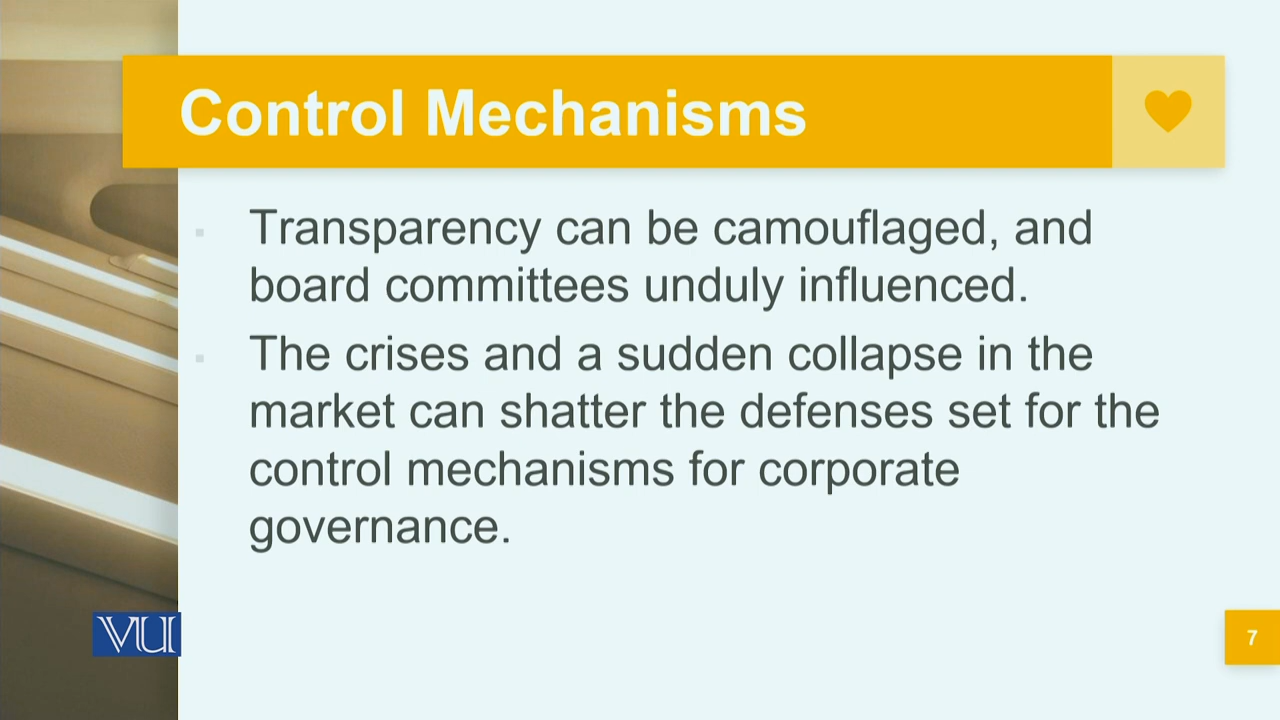 Control Mechanisms
Transparency can be camouflaged, and
board committees unduly influenced.
The crises and a sudden collapse in the
market can shatter the defenses set for the
control mechanisms for corporate
governance.
VU
7